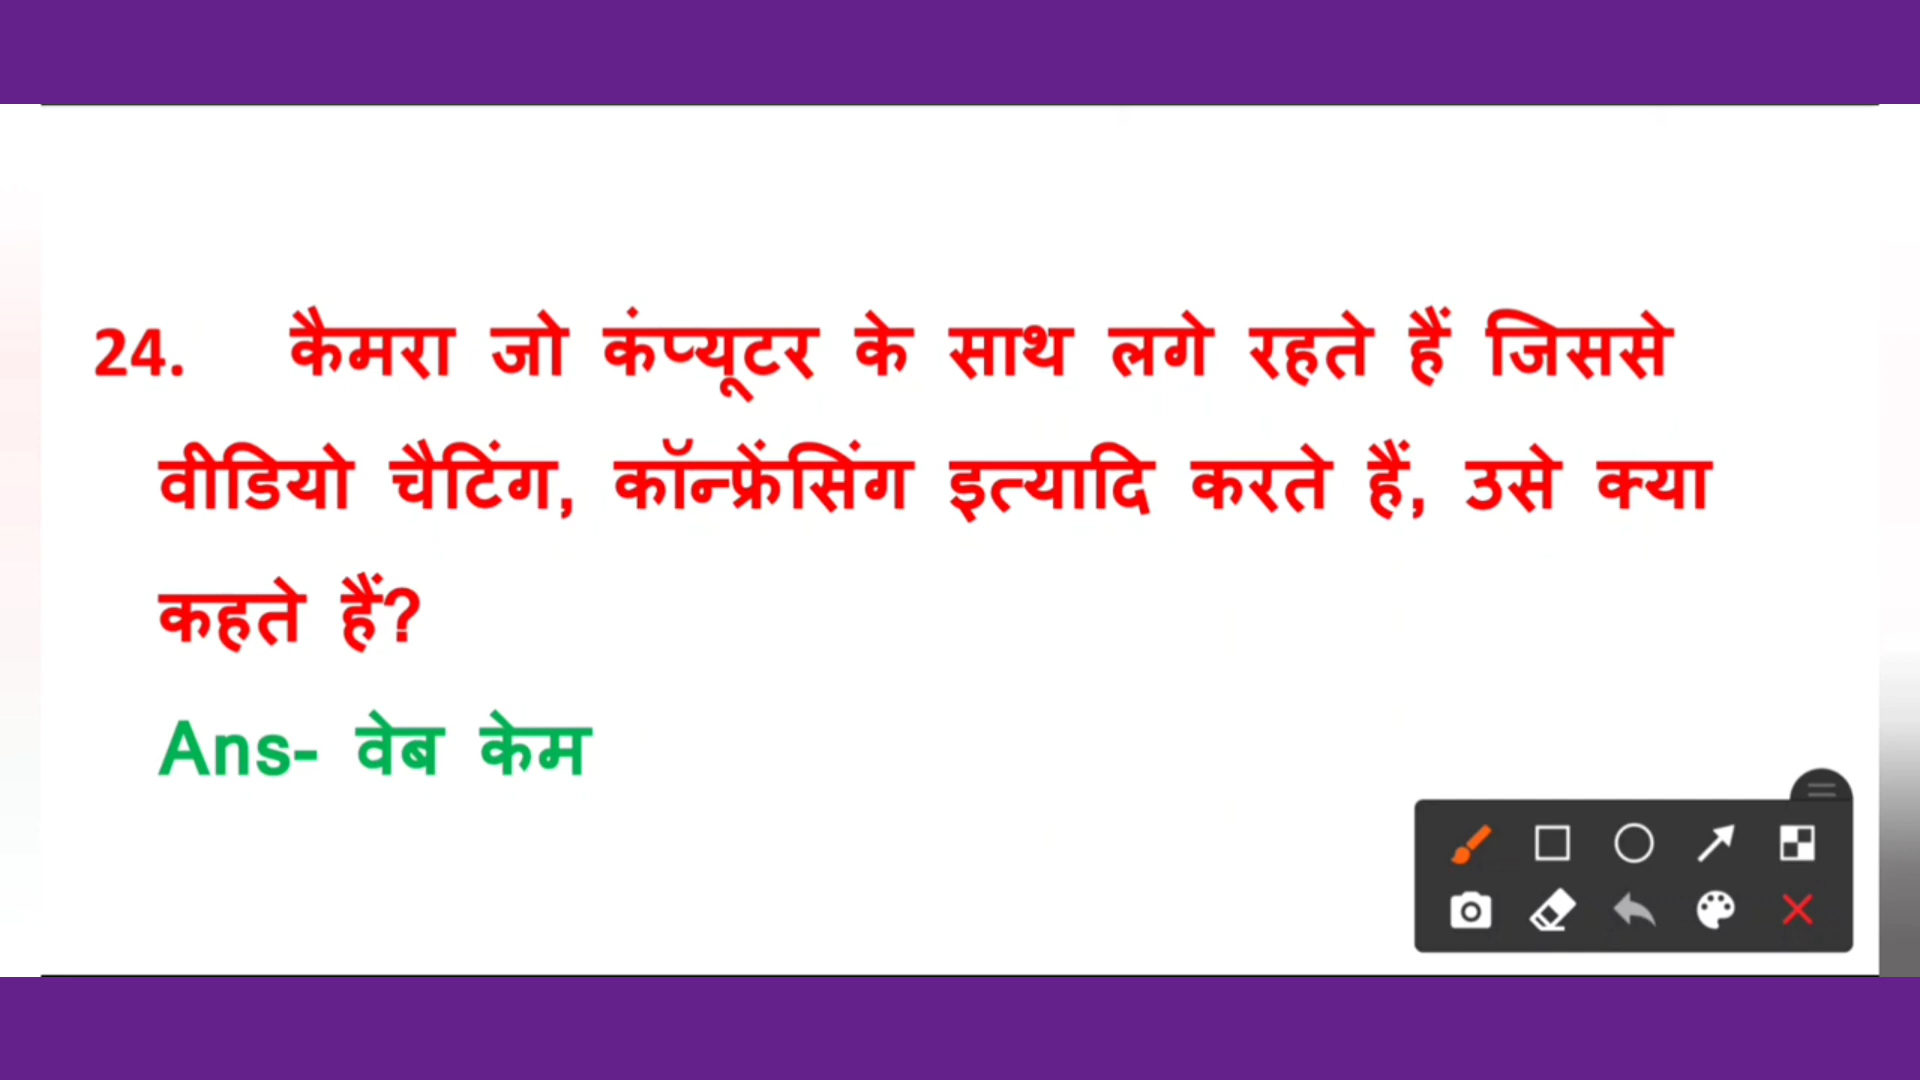 24. कैमरा जो कंप्यूटर के साथ लगे रहते हैं जिससे
वीडियो चैटिंग, कॉन्फ्रेंसिंग इत्यादि करते हैं, उसे क्या
कहते हैं?
Ans- वेब केम